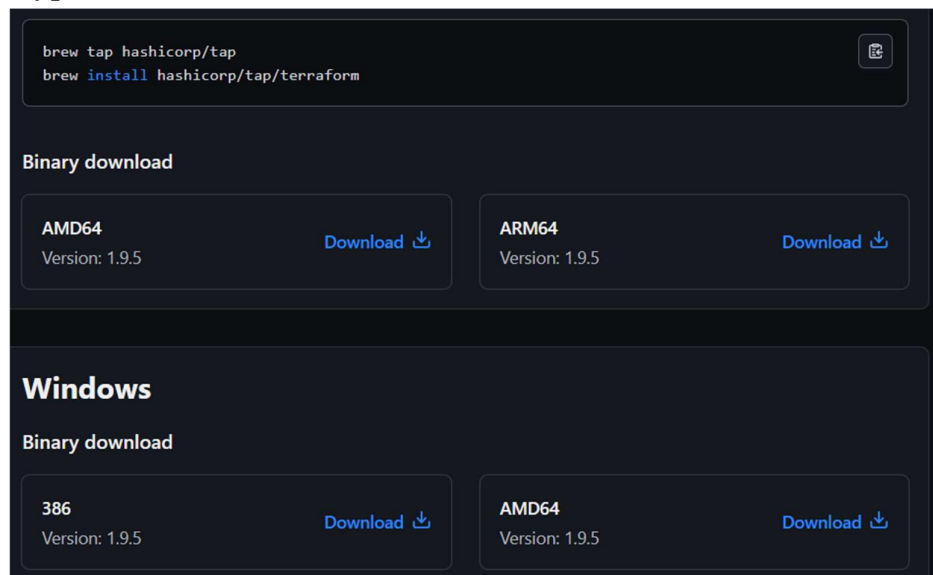 brew tap hashicorp/tap
brew install hashicorp/tap/terraform
Binary download
AMD64
Version: 1.9.5
Download
ARM64
Version: 1.9.5
Download
Windows
Binary download
386
Version: 1.9.5
Download
AMD64
Version: 1.9.5
Download